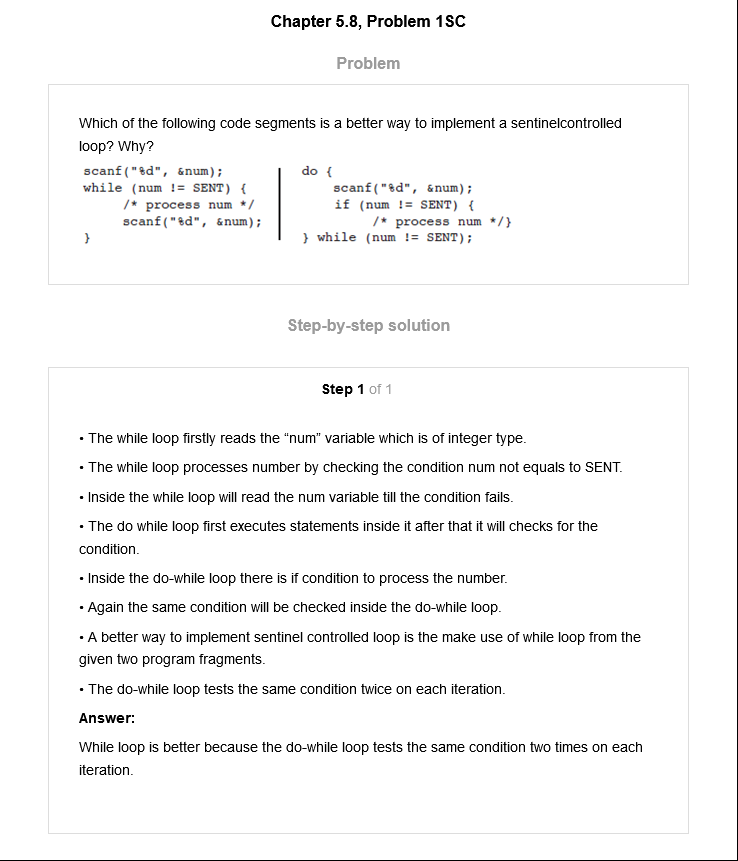 Chapter 5.8, Problem 1SC
Problem
Which of the following code segments is a better way to implement a sentinelcontrolled
loop? Why?
scanf("%d", &num);
while (num != SENT) {
/* process num */
scanf("%d", &num);
}
do {
scanf("%d", &num);
if (num != SENT) {
/* process num */}
} while (num != SENT);
Step-by-step solution
Step 1 of 1
• The while loop firstly reads the “num” variable which is of integer type.
• The while loop processes number by checking the condition num not equals to SENT.
• Inside the while loop will read the num variable till the condition fails.
• The do while loop first executes statements inside it after that it will checks for the
condition.
• Inside the do-while loop there is if condition to process the number.
• Again the same condition will be checked inside the do-while loop.
• A better way to implement sentinel controlled loop is the make use of while loop from the
given two program fragments.
• The do-while loop tests the same condition twice on each iteration.
Answer:
While loop is better because the do-while loop tests the same condition two times on each
iteration.